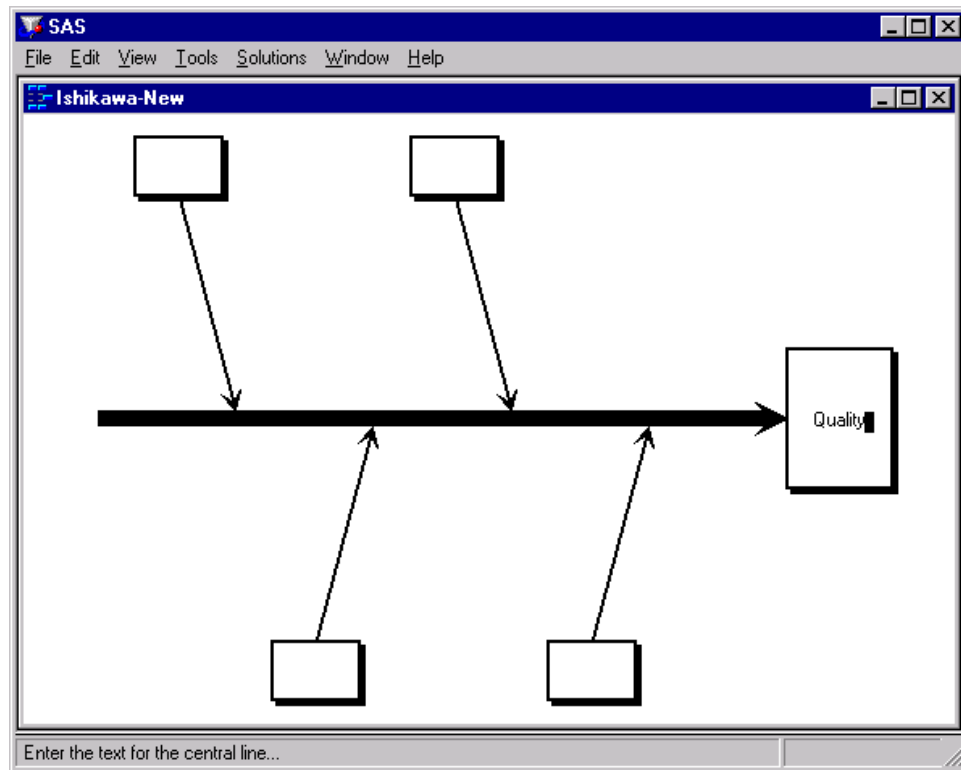 SAS
File Edit View Tools Solutions Window Help
Ishikawa-New
Quality
Enter the text for the central line...